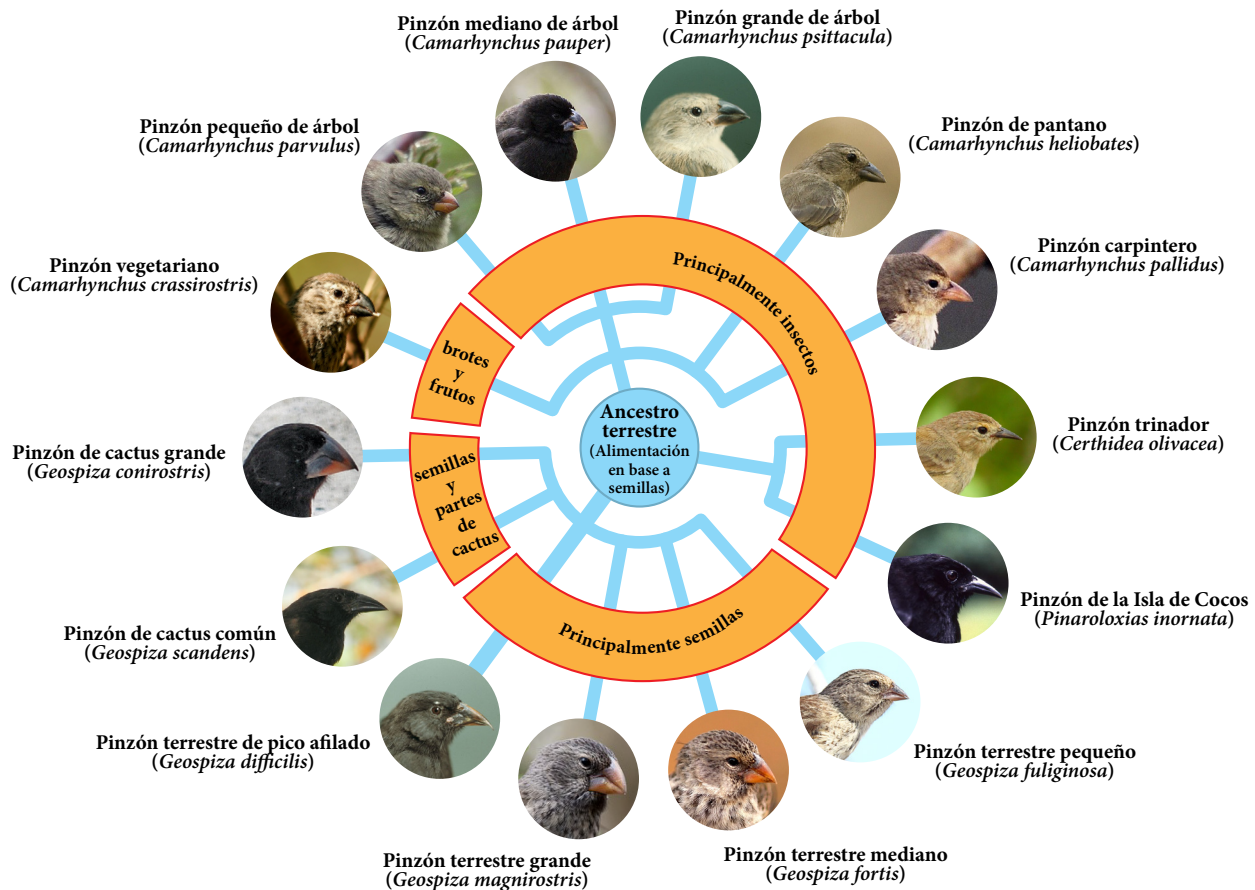 Pinzón mediano de árbol
(Camarhynchus pauper)
Pinzón grande de árbol
(Camarhynchus psittacula)
Pinzón pequeño de árbol
(Camarhynchus parvulus)
Pinzón de pantano
(Camarhynchus heliobates)
Pinzón vegetariano
(Camarhynchus crassirostris)
Pinzón carpintero
(Camarhynchus pallidus)
Principalmente insectos
brotes
y
frutos
Ancestro
terrestre
(Alimentación
en base a
semillas)
Pinzón trinador
(Certhidea olivacea)
Pinzón de cactus grande
(Geospiza conirostris)
semillas
y
partes
de
cactus
Pinzón de la Isla de Cocos
(Pinaroloxias inornata)
Pinzón de cactus común
(Geospiza scandens)
Principalmente semillas
Pinzón terrestre de pico afilado
(Geospiza difficilis)
Pinzón terrestre pequeño
(Geospiza fuliginosa)
Pinzón terrestre grande
(Geospiza magnirostris)
Pinzón terrestre mediano
(Geospiza fortis)